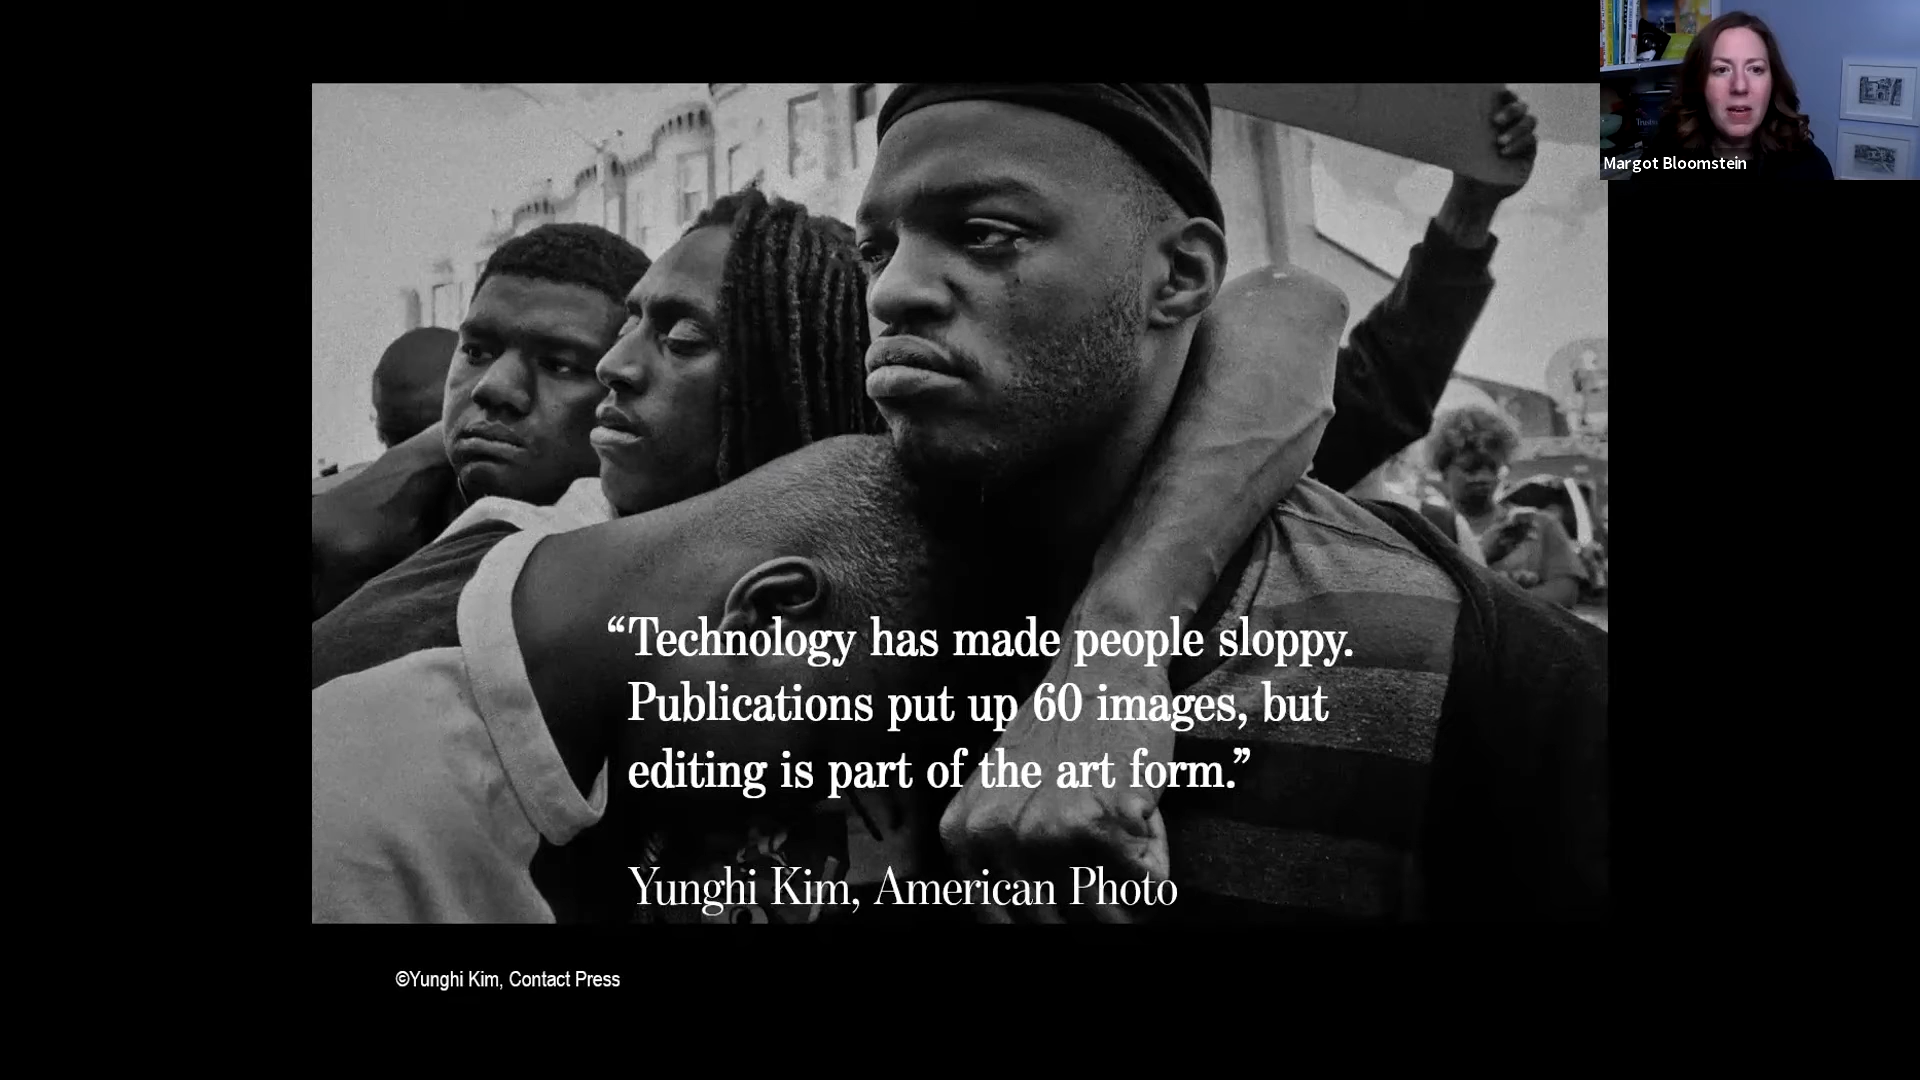 Margot Bloomstein
“Technology has made people sloppy.
Publications put up 60 images, but
editing is part of the art form.”
Yunghi Kim, American Photo
©Yunghi Kim, Contact Press